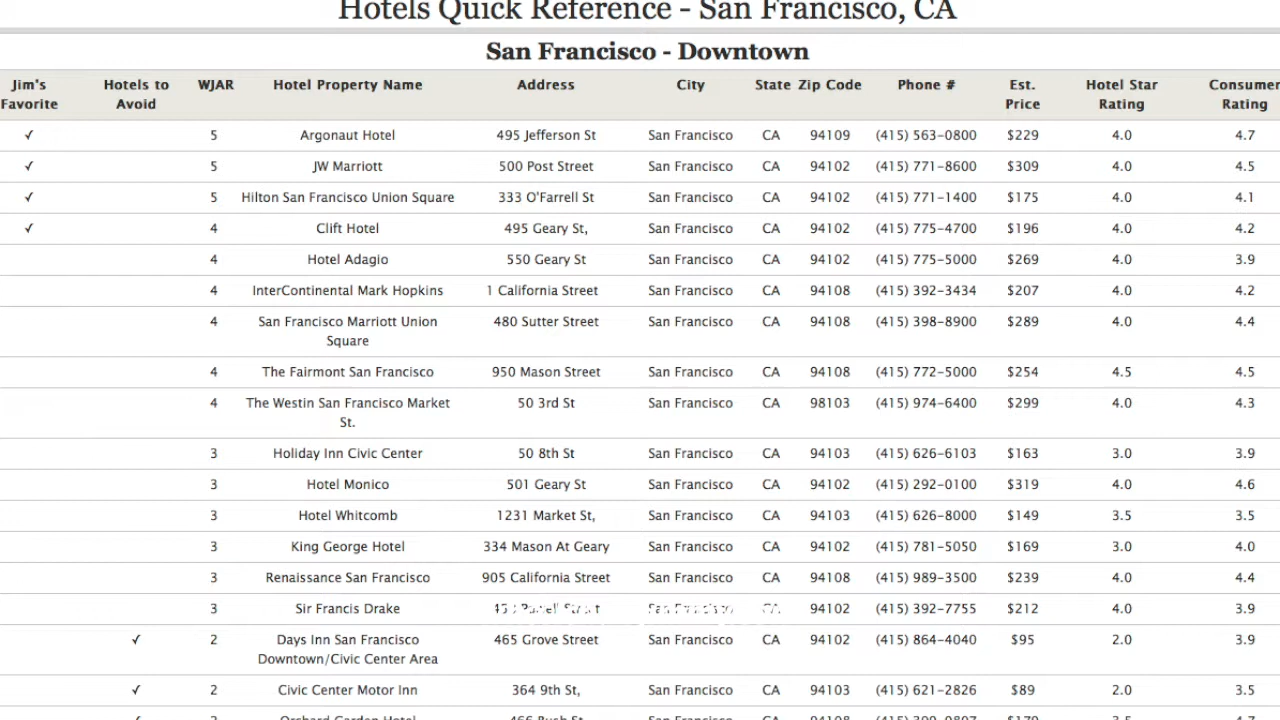 Hotels Quick Reference - San Francisco, CA
San Francisco - Downtown
Jim's Favorite Hotels to Avoid WJAR Hotel Property Name Address City State Zip Code Phone # Est. Price Hotel Star Rating Consumer Rating
✓ 5 Argonaut Hotel 495 Jefferson St San Francisco CA 94109 (415) 563-0800 $229 4.0 4.7
✓ 5 JW Marriott 500 Post Street San Francisco CA 94102 (415) 771-8600 $309 4.0 4.5
✓ 5 Hilton San Francisco Union Square 333 O'Farrell St San Francisco CA 94102 (415) 771-1400 $175 4.0 4.1
✓ 4 Clift Hotel 495 Geary St, San Francisco CA 94102 (415) 775-4700 $196 4.0 4.2
4 Hotel Adagio 550 Geary St San Francisco CA 94102 (415) 775-5000 $269 4.0 3.9
4 InterContinental Mark Hopkins 1 California Street San Francisco CA 94108 (415) 392-3434 $207 4.0 4.2
4 San Francisco Marriott Union Square 480 Sutter Street San Francisco CA 94108 (415) 398-8900 $289 4.0 4.4
4 The Fairmont San Francisco 950 Mason Street San Francisco CA 94108 (415) 772-5000 $254 4.5 4.5
4 The Westin San Francisco Market St. 50 3rd St San Francisco CA 98103 (415) 974-6400 $299 4.0 4.3
3 Holiday Inn Civic Center 50 8th St San Francisco CA 94103 (415) 626-6103 $163 3.0 3.9
3 Hotel Monico 501 Geary St San Francisco CA 94102 (415) 292-0100 $319 4.0 4.6
3 Hotel Whitcomb 1231 Market St, San Francisco CA 94103 (415) 626-8000 $149 3.5 3.5
3 King George Hotel 334 Mason At Geary San Francisco CA 94102 (415) 781-5050 $169 3.0 4.0
3 Renaissance San Francisco 905 California Street San Francisco CA 94108 (415) 989-3500 $239 4.0 4.4
3 Sir Francis Drake San Francisco CA 94102 (415) 392-7755 $212 4.0 3.9
✓ 2 Days Inn San Francisco Downtown/Civic Center Area 465 Grove Street San Francisco CA 94102 (415) 864-4040 $95 2.0 3.9
✓ 2 Civic Center Motor Inn 364 9th St, San Francisco CA 94103 (415) 621-2826 $89 2.0 3.5
Orchard Garden Hotel 466 Bush St